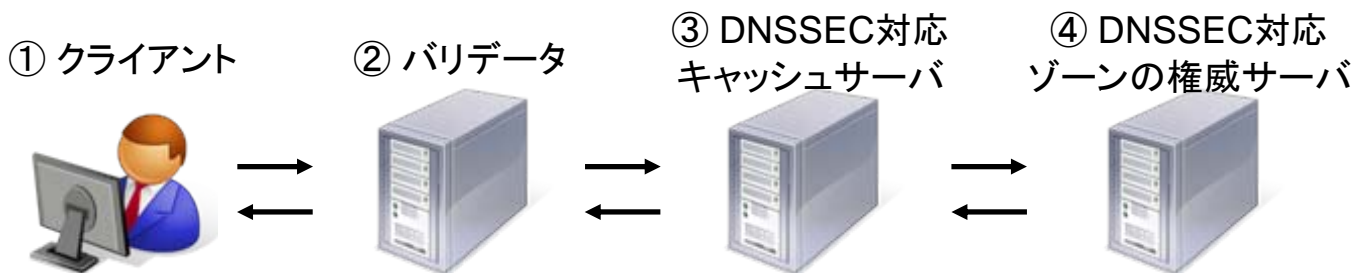 ① クライアント
② バリデータ
③ DNSSEC対応
キャッシュサーバ
④ DNSSEC対応
ゾーンの権威サーバ